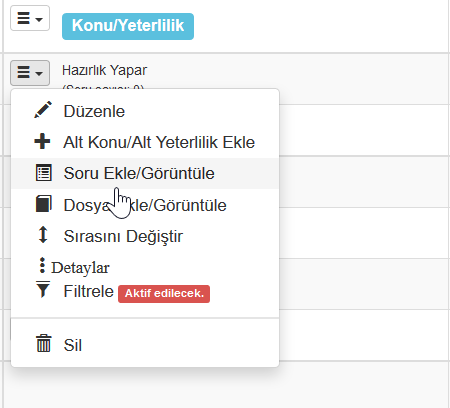 Konu/Yeterlilik
Hazırlık Yapar
Düzenle
Alt Konu/Alt Yeterlilik Ekle
Soru Ekle/Görüntüle
Dosya Ekle/Görüntüle
Sırasını Değiştir
Detaylar
Filtrele Aktif edilecek.
Sil